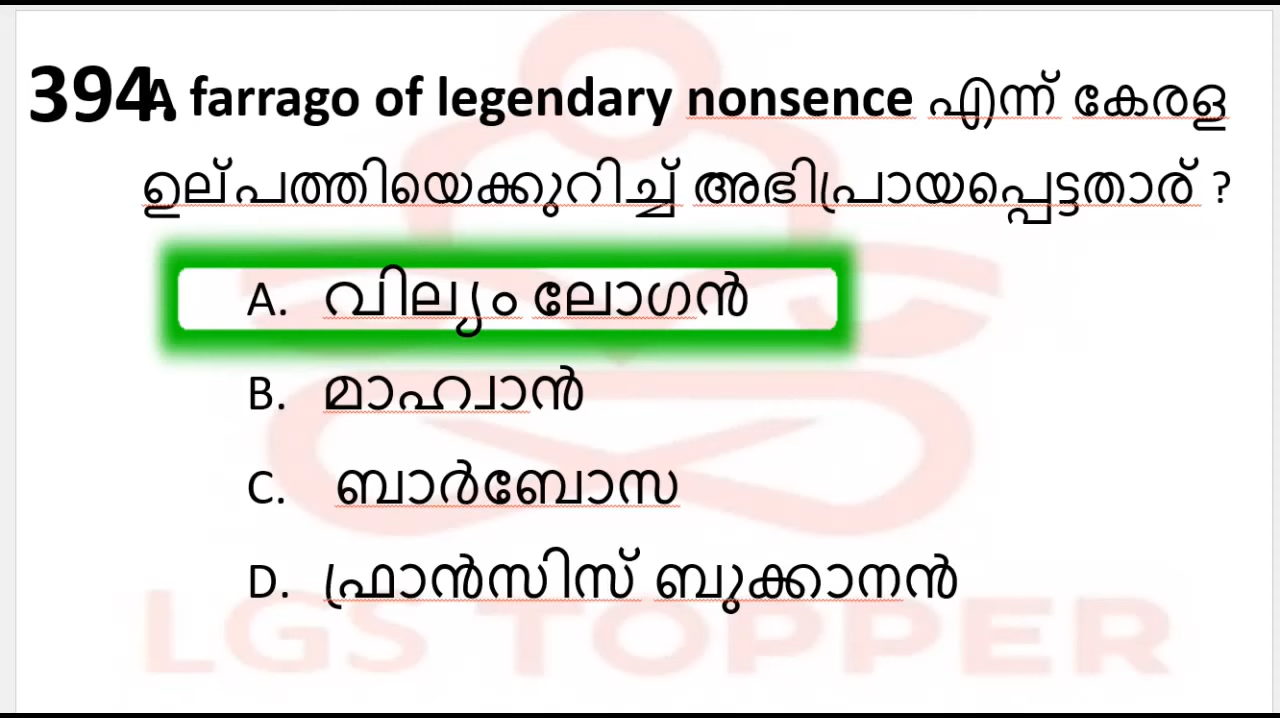 394. A farrago of legendary nonsence എന്ന് കേരള
ഉല്പത്തിയെക്കുറിച്ച് അഭിപ്രായപ്പെട്ടതാര് ?
A. വില്യം ലോഗൻ
B. മാഹ്വാൻ
C. ബാർബോസ
D. ഫ്രാൻസിസ് ബുക്കാനൻ
LGS TOPPER